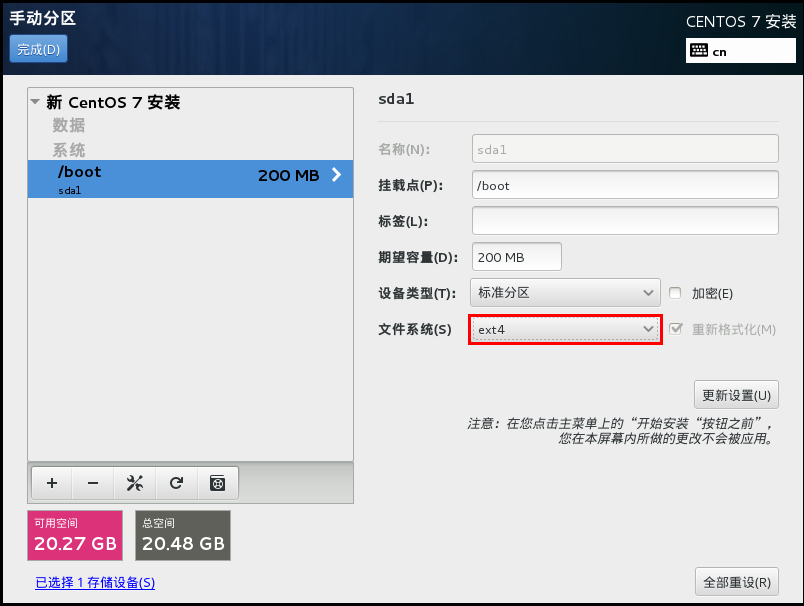 手动分区
CENTOS 7 安装
完成(D)
cn
新 CentOS 7 安装
数据
系统
/boot
200 MB
sda1
sda1
名称(N):
sda1
挂载点(P):
/boot
标签(L):
期望容量(D):
200 MB
设备类型(T):
标准分区
加密(E)
文件系统(S)
ext4
重新格式化(M)
更新设置(U)
注意：在您点击主菜单上的“开始安装“按钮之前”，
您在本屏幕内所做的更改不会被应用。
可用空间
20.27 GB
总空间
20.48 GB
已选择 1 存储设备(S)
全部重设(R)